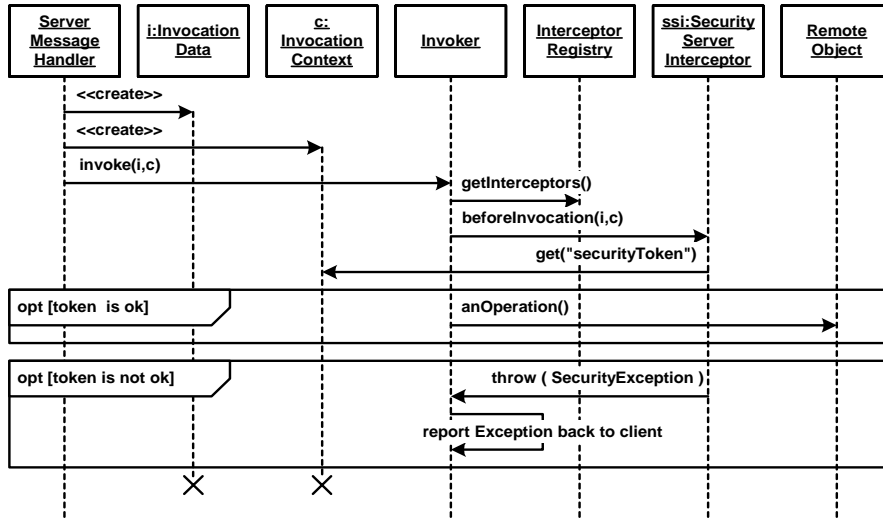 Server
Message
Handler
i:Invocation
Data
c:
Invocation
Context
Invoker
Interceptor
Registry
ssi:Security
Server
Interceptor
Remote
Object
<<create>>
<<create>>
invoke(i,c)
getInterceptors()
beforeInvocation(i,c)
get("securityToken")
opt [token is ok]
anOperation()
opt [token is not ok]
throw ( SecurityException )
report Exception back to client